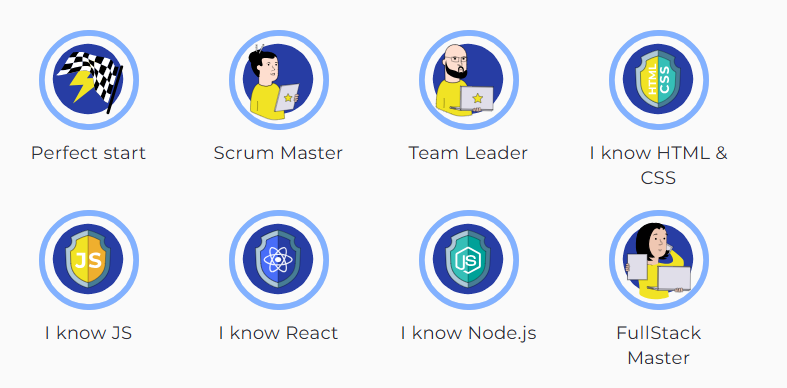 HTML
CSS
Perfect start
Scrum Master
Team Leader
I know HTML &
CSS
JS
JS
I know JS
I know React
I know Node.js
FullStack
Master